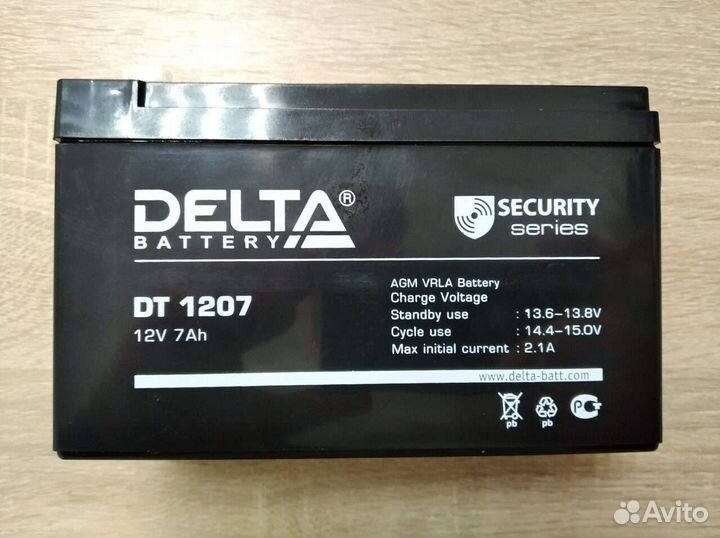 DELTA®
BATTERY
SECURITY
series
DT 1207
12V 7Ah
AGM VRLA Battery
Charge Voltage
Standby use : 13.6-13.8V
Cycle use : 14.4-15.0V
Max initial current : 2.1A
www.delta-batt.com
pb pb
РСТ
Avito